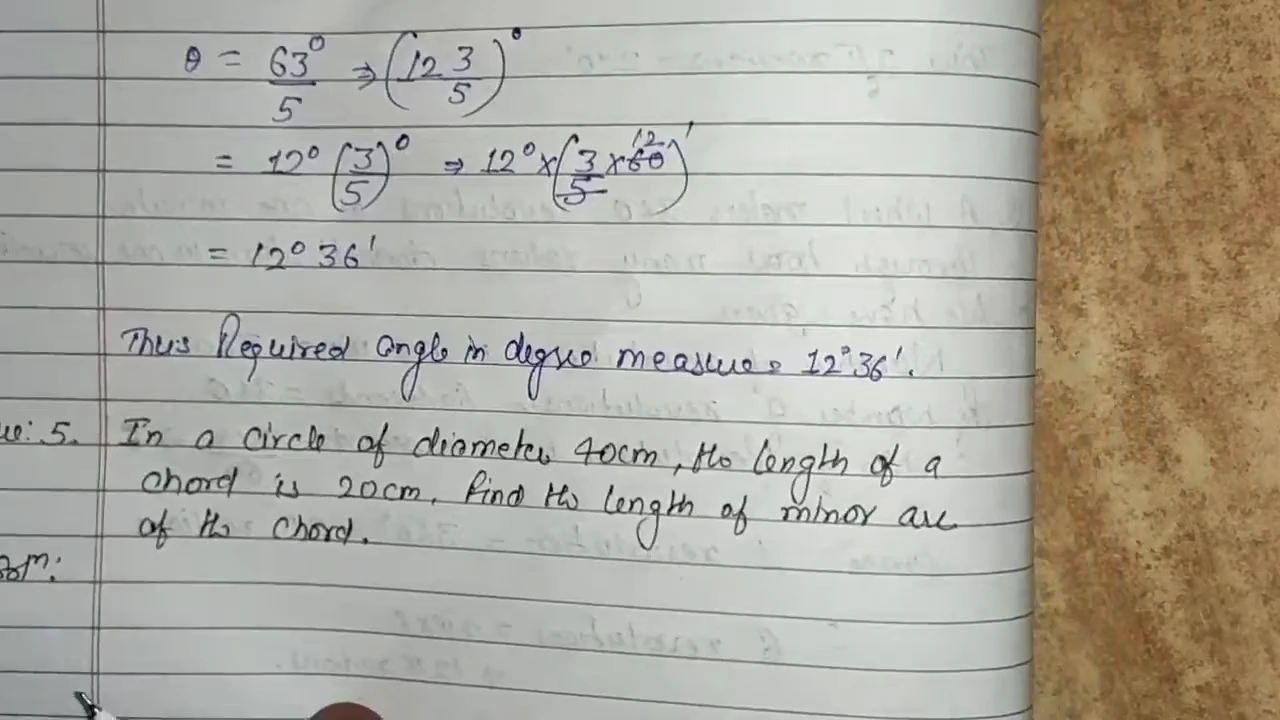 θ = 63°/5 ⇒ (12 3/5)°
= 12° (3/5)° ⇒ 12° × (3/5 × 60 12)'
= 12° 36'
Thus Required angle in degree measure = 12° 36'.
5. In a circle of diameter 40cm, the length of a
chord is 20cm. find the length of minor arc
of the chord.